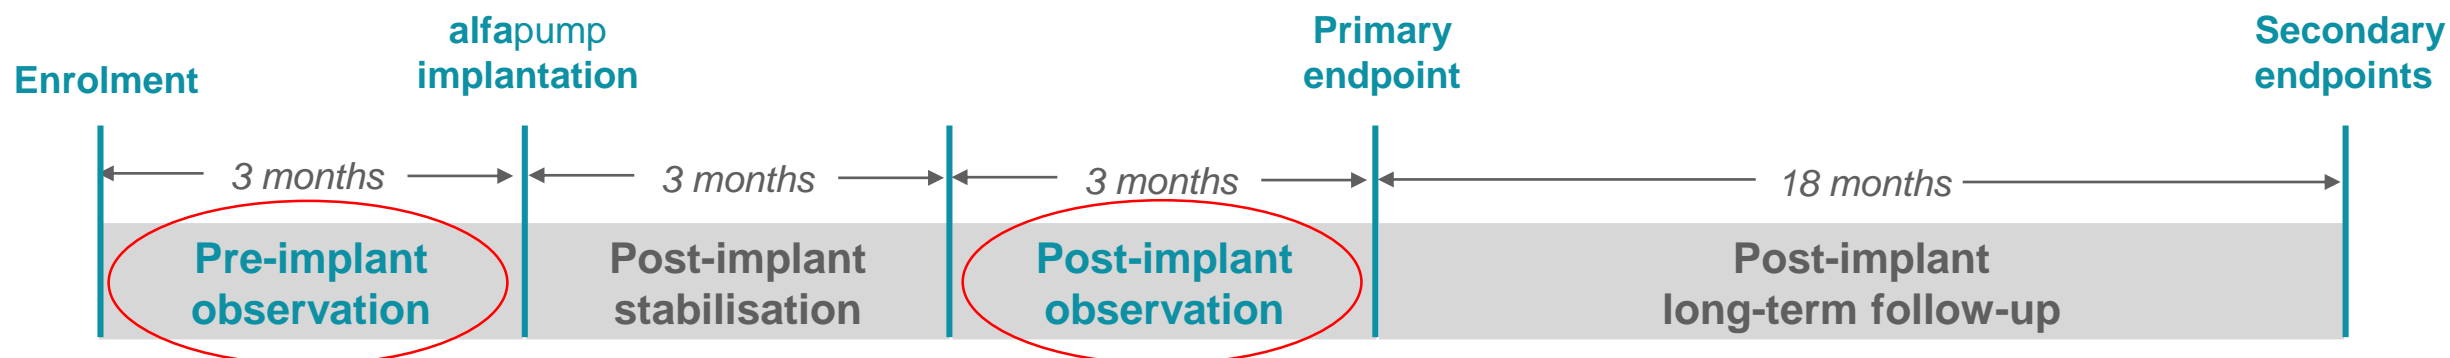 Enrolment
alfapump
implantation
Primary
endpoint
Secondary
endpoints
3 months
3 months
3 months
18 months
Pre-implant
observation
Post-implant
stabilisation
Post-implant
observation
Post-implant
long-term follow-up